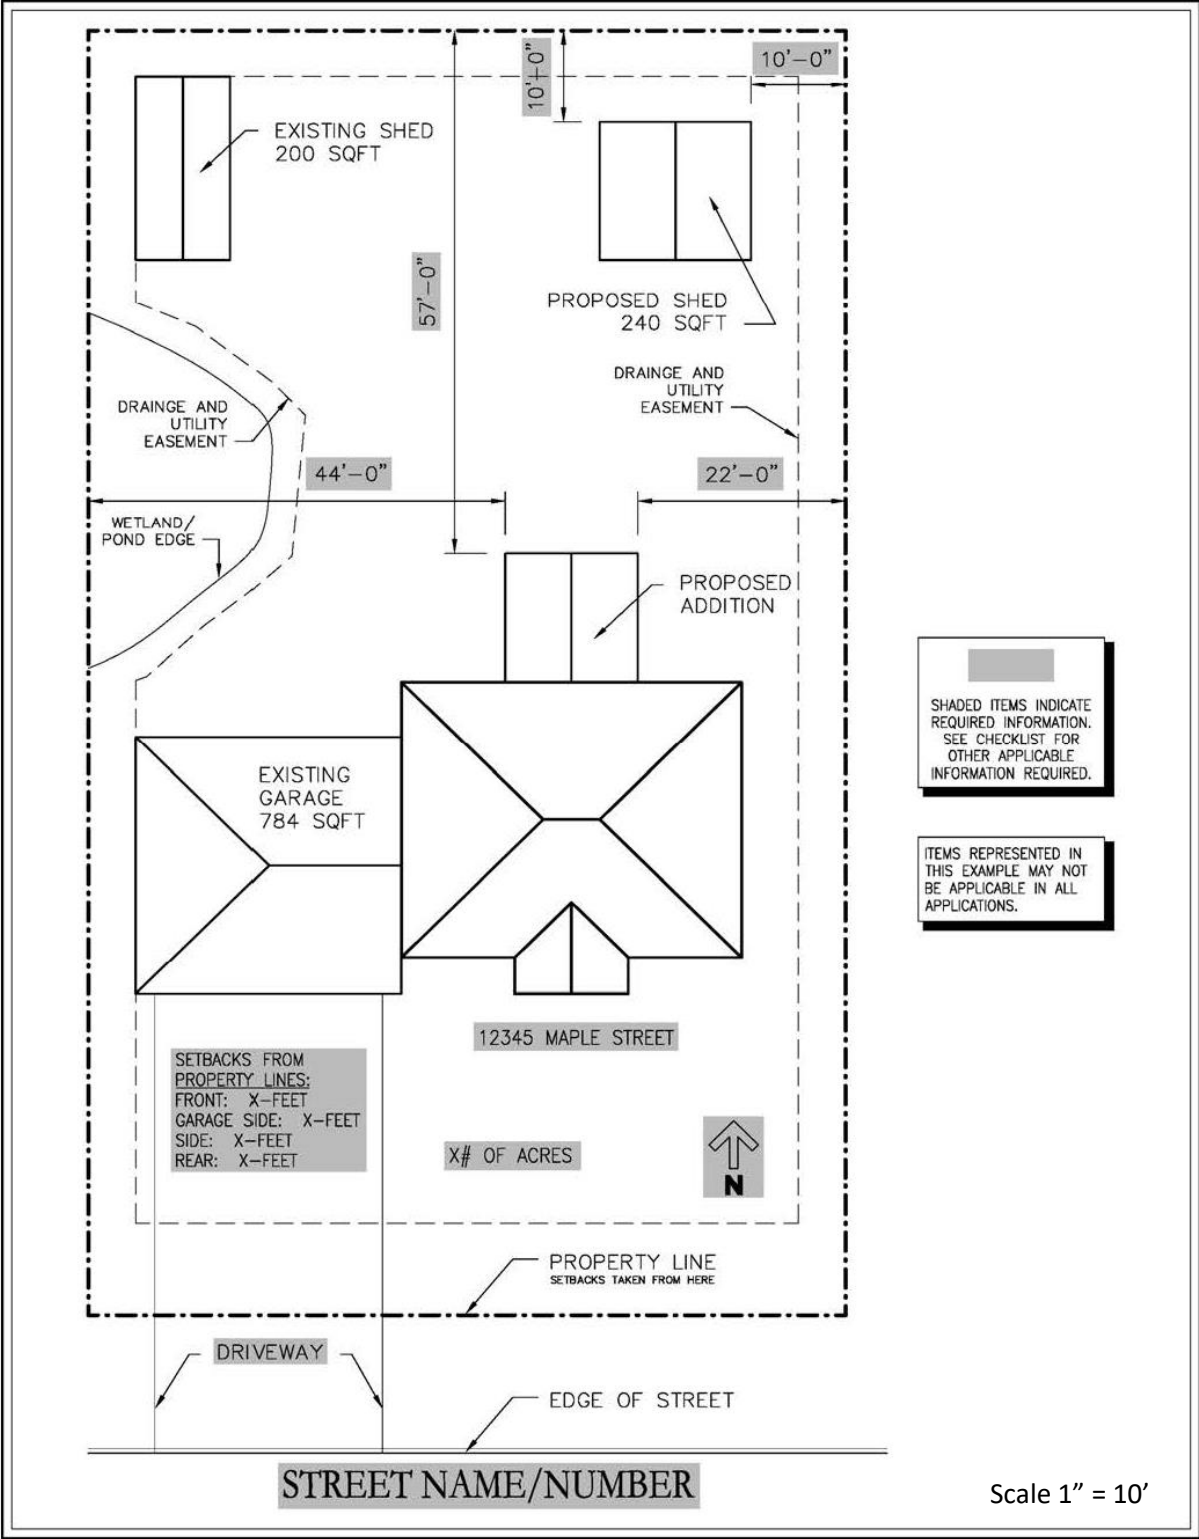 10'-0"
10'-0"
EXISTING SHED
200 SQFT
57'-0"
PROPOSED SHED
240 SQFT
DRAINGE AND
UTILITY
EASEMENT
DRAINGE AND
UTILITY
EASEMENT
44'-0"
22'-0"
WETLAND/
POND EDGE
PROPOSED
ADDITION
SHADED ITEMS INDICATE
REQUIRED INFORMATION.
SEE CHECKLIST FOR
OTHER APPLICABLE
INFORMATION REQUIRED.
EXISTING
GARAGE
784 SQFT
ITEMS REPRESENTED IN
THIS EXAMPLE MAY NOT
BE APPLICABLE IN ALL
APPLICATIONS.
12345 MAPLE STREET
SETBACKS FROM
PROPERTY LINES:
FRONT: X-FEET
GARAGE SIDE: X-FEET
SIDE: X-FEET
REAR: X-FEET
X# OF ACRES
N
PROPERTY LINE
SETBACKS TAKEN FROM HERE
DRIVEWAY
EDGE OF STREET
STREET NAME/NUMBER
Scale 1” = 10’